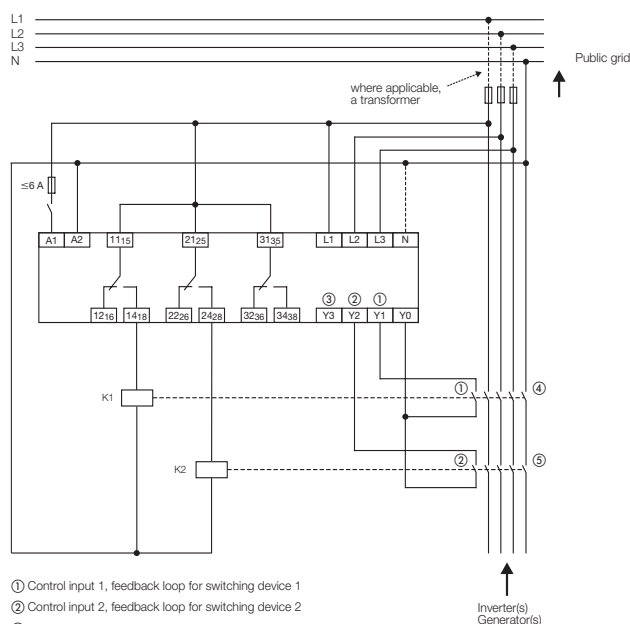 L1
L2
L3
N
Public grid
where applicable,
a transformer
≤6 A
A1 A2 1115 2125 3135 L1 L2 L3 N
③ ② ①
1216 1418 2226 2428 3236 3438 Y3 Y2 Y1 Y0
K1 ① ④
K2 ② ⑤
① Control input 1, feedback loop for switching device 1
② Control input 2, feedback loop for switching device 2
Inverter(s)
Generator(s)